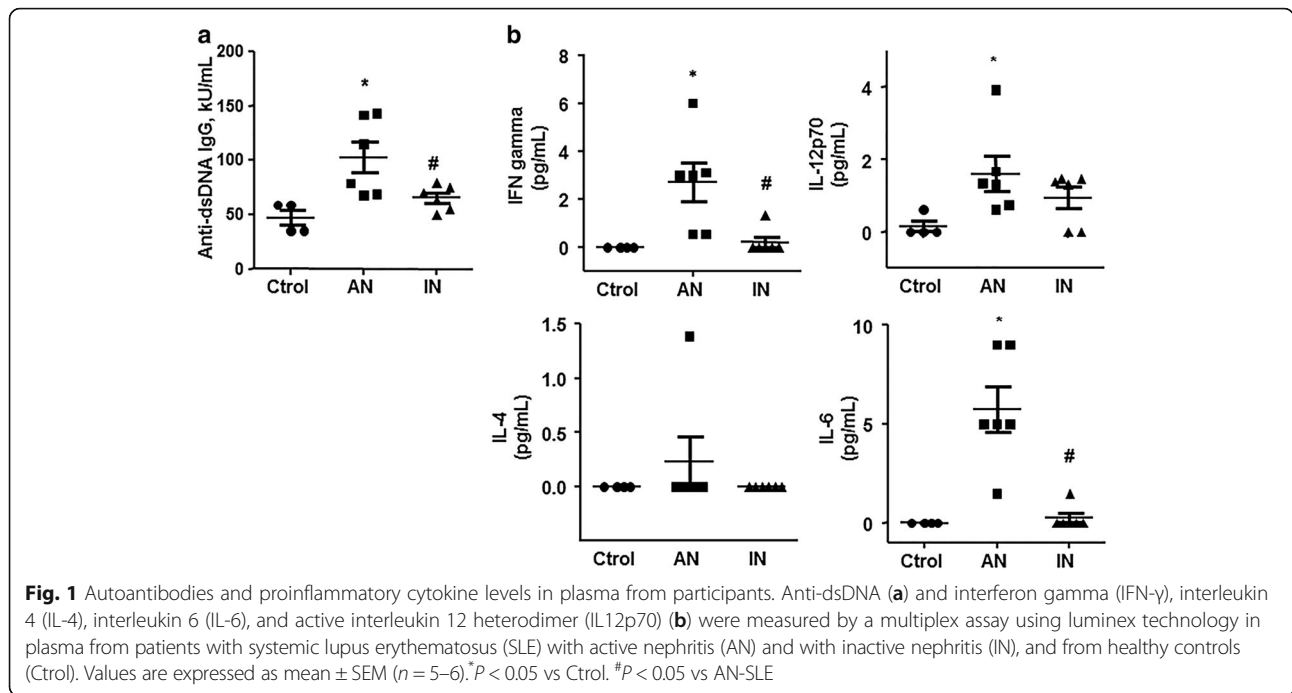 a
200
150
100
50
0
Anti-dsDNA IgG, kU/mL
*
#
Ctrol AN IN
b
8
6
4
2
0
IFN gamma
(pg/mL)
*
#
Ctrol AN IN
4
2
0
IL-12p70
(pg/mL)
*
Ctrol AN IN
1.5
1.0
0.5
0.0
IL-4
(pg/mL)
Ctrol AN IN
10
5
0
IL-6
(pg/mL)
*
#
Ctrol AN IN
Fig. 1 Autoantibodies and proinflammatory cytokine levels in plasma from participants. Anti-dsDNA (a) and interferon gamma (IFN-γ), interleukin
4 (IL-4), interleukin 6 (IL-6), and active interleukin 12 heterodimer (IL12p70) (b) were measured by a multiplex assay using luminex technology in
plasma from patients with systemic lupus erythematosus (SLE) with active nephritis (AN) and with inactive nephritis (IN), and from healthy controls
(Ctrol). Values are expressed as mean ± SEM (n = 5–6). *P < 0.05 vs Ctrol. #P < 0.05 vs AN-SLE